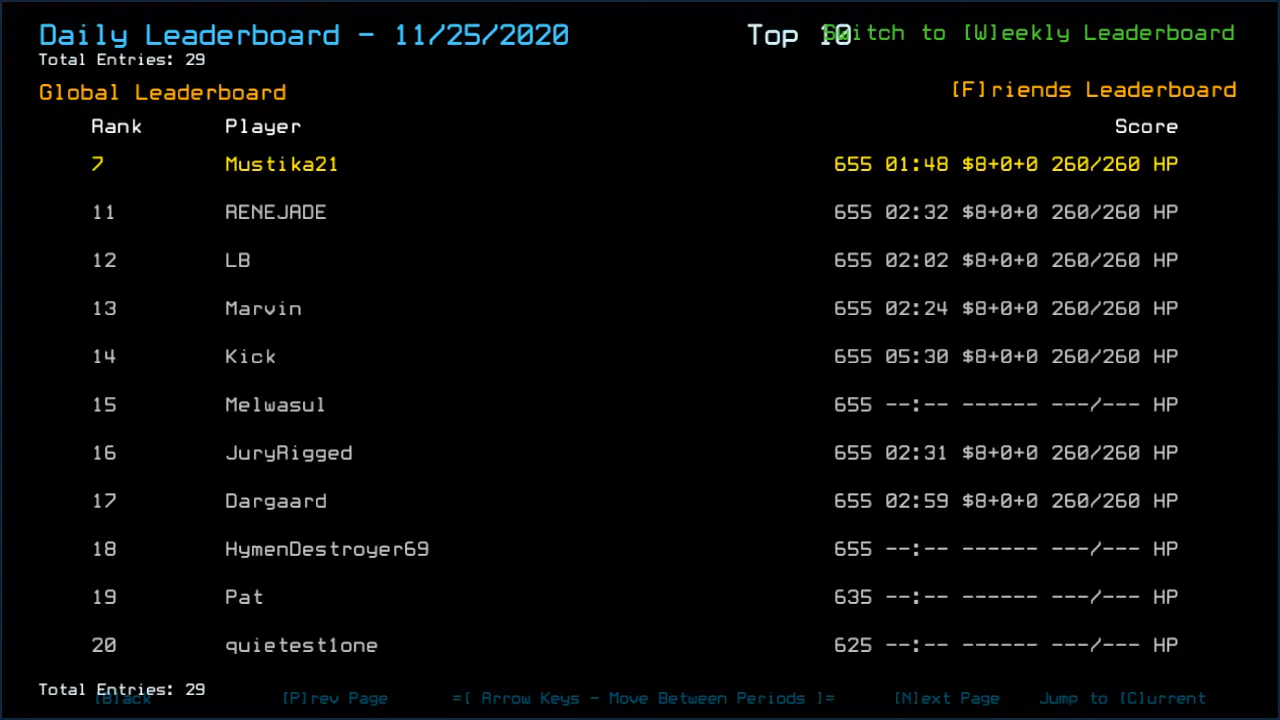 Daily Leaderboard - 11/25/2020 Top 10 Switch to [W]eekly Leaderboard
Total Entries: 29
Global Leaderboard [F]riends Leaderboard
Rank Player Score
7 Mustika21 655 01:48 $8+0+0 260/260 HP
11 RENEJADE 655 02:32 $8+0+0 260/260 HP
12 LB 655 02:02 $8+0+0 260/260 HP
13 Marvin 655 02:24 $8+0+0 260/260 HP
14 Kick 655 05:30 $8+0+0 260/260 HP
15 Melwasul 655 --:-- ------ ---/--- HP
16 JuryRigged 655 02:31 $8+0+0 260/260 HP
17 Dargaard 655 02:59 $8+0+0 260/260 HP
18 HymenDestroyer69 655 --:-- ------ ---/--- HP
19 Pat 635 --:-- ------ ---/--- HP
20 quietest1one 625 --:-- ------ ---/--- HP
Total Entries: 29
[B]ack [P]rev Page =[ Arrow Keys - Move Between Periods ]= [N]ext Page Jump to [C]urrent